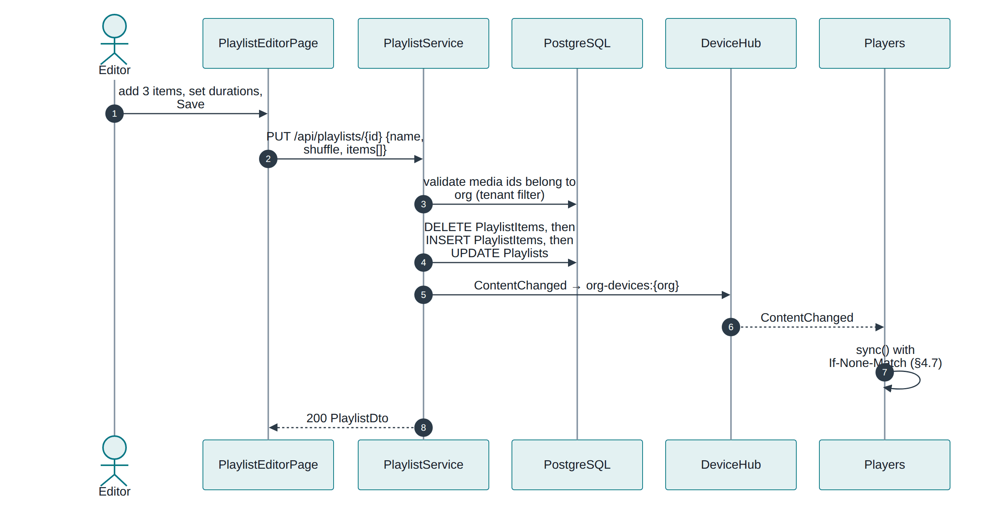 PlaylistEditorPage
PlaylistService
PostgreSQL
DeviceHub
Players
Editor
add 3 items, set durations,
Save
1
PUT /api/playlists/{id} {name,
shuffle, items[]}
2
validate media ids belong to
org (tenant filter)
3
DELETE PlaylistItems, then
INSERT PlaylistItems, then
UPDATE Playlists
4
ContentChanged → org-devices:{org}
5
ContentChanged
6
sync() with
If-None-Match (§4.7)
7
200 PlaylistDto
8
PlaylistEditorPage
PlaylistService
PostgreSQL
DeviceHub
Players
Editor